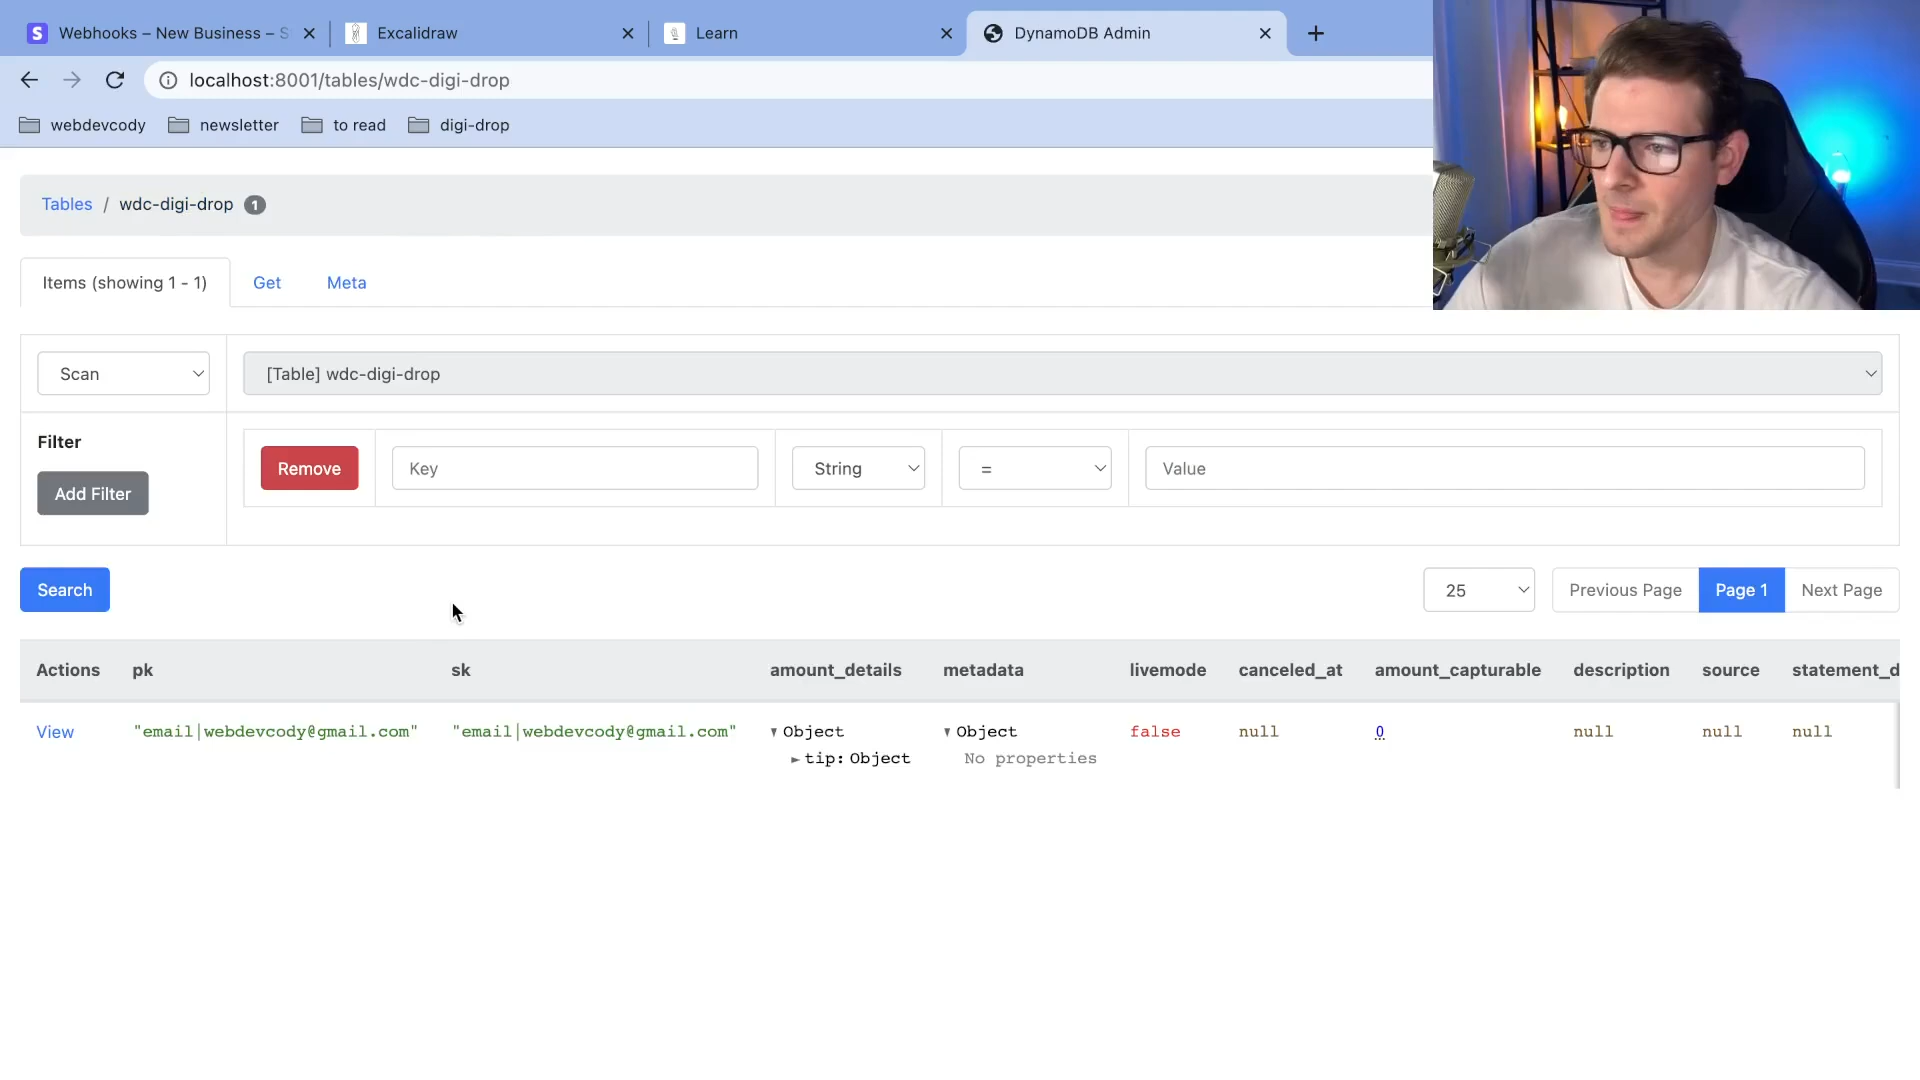 Webhooks – New Business – S
Excalidraw
Learn
DynamoDB Admin
localhost:8001/tables/wdc-digi-drop
webdevcody
newsletter
to read
digi-drop
Tables / wdc-digi-drop 1
Items (showing 1 - 1)
Get
Meta
Scan
[Table] wdc-digi-drop
Filter
Add Filter
Remove
Key
String
=
Value
Search
25
Previous Page
Page 1
Next Page
Actions pk sk amount_details metadata livemode canceled_at amount_capturable description source statement_d
View "email|webdevcody@gmail.com" "email|webdevcody@gmail.com" Object Object false null 0 null null null
tip: Object No properties